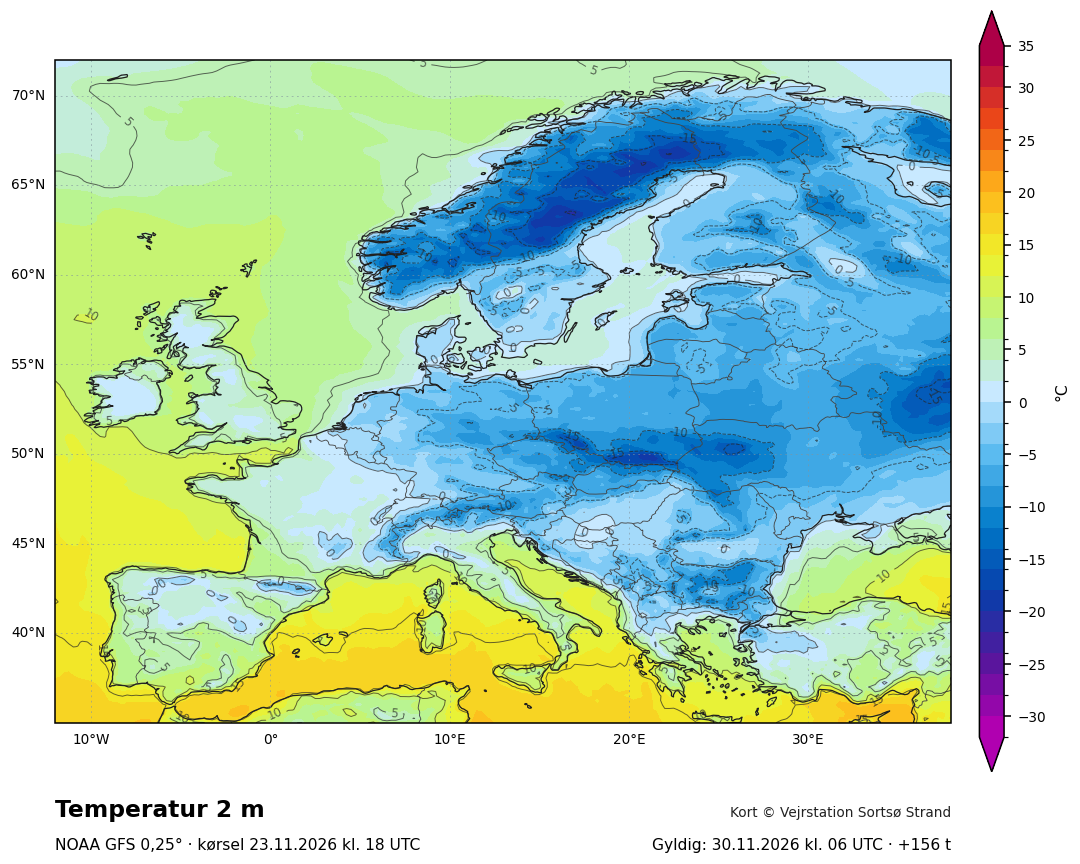 70°N
65°N
60°N
55°N
50°N
45°N
40°N
10°W 0° 10°E 20°E 30°E
35
30
25
20
15
10
5
0
−5
−10
−15
−20
−25
−30
°C
Temperatur 2 m
Kort © Vejrstation Sortsø Strand
NOAA GFS 0,25° · kørsel 23.11.2026 kl. 18 UTC
Gyldig: 30.11.2026 kl. 06 UTC · +156 t